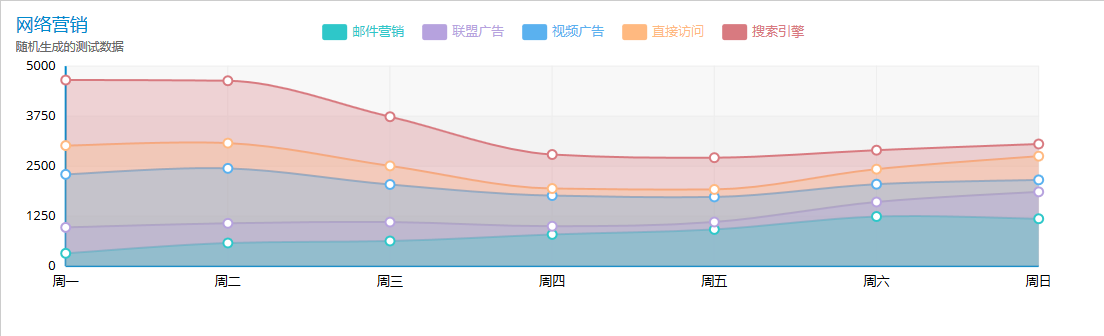 网络营销
随机生成的测试数据
邮件营销 联盟广告 视频广告 直接访问 搜索引擎
5000
3750
2500
1250
0
周一 周二 周三 周四 周五 周六 周日